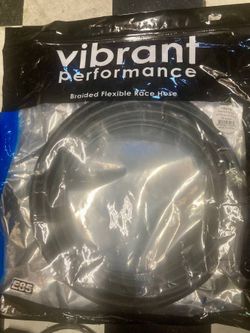 vibrant
performance
Braided Flexible Race Hose
E85